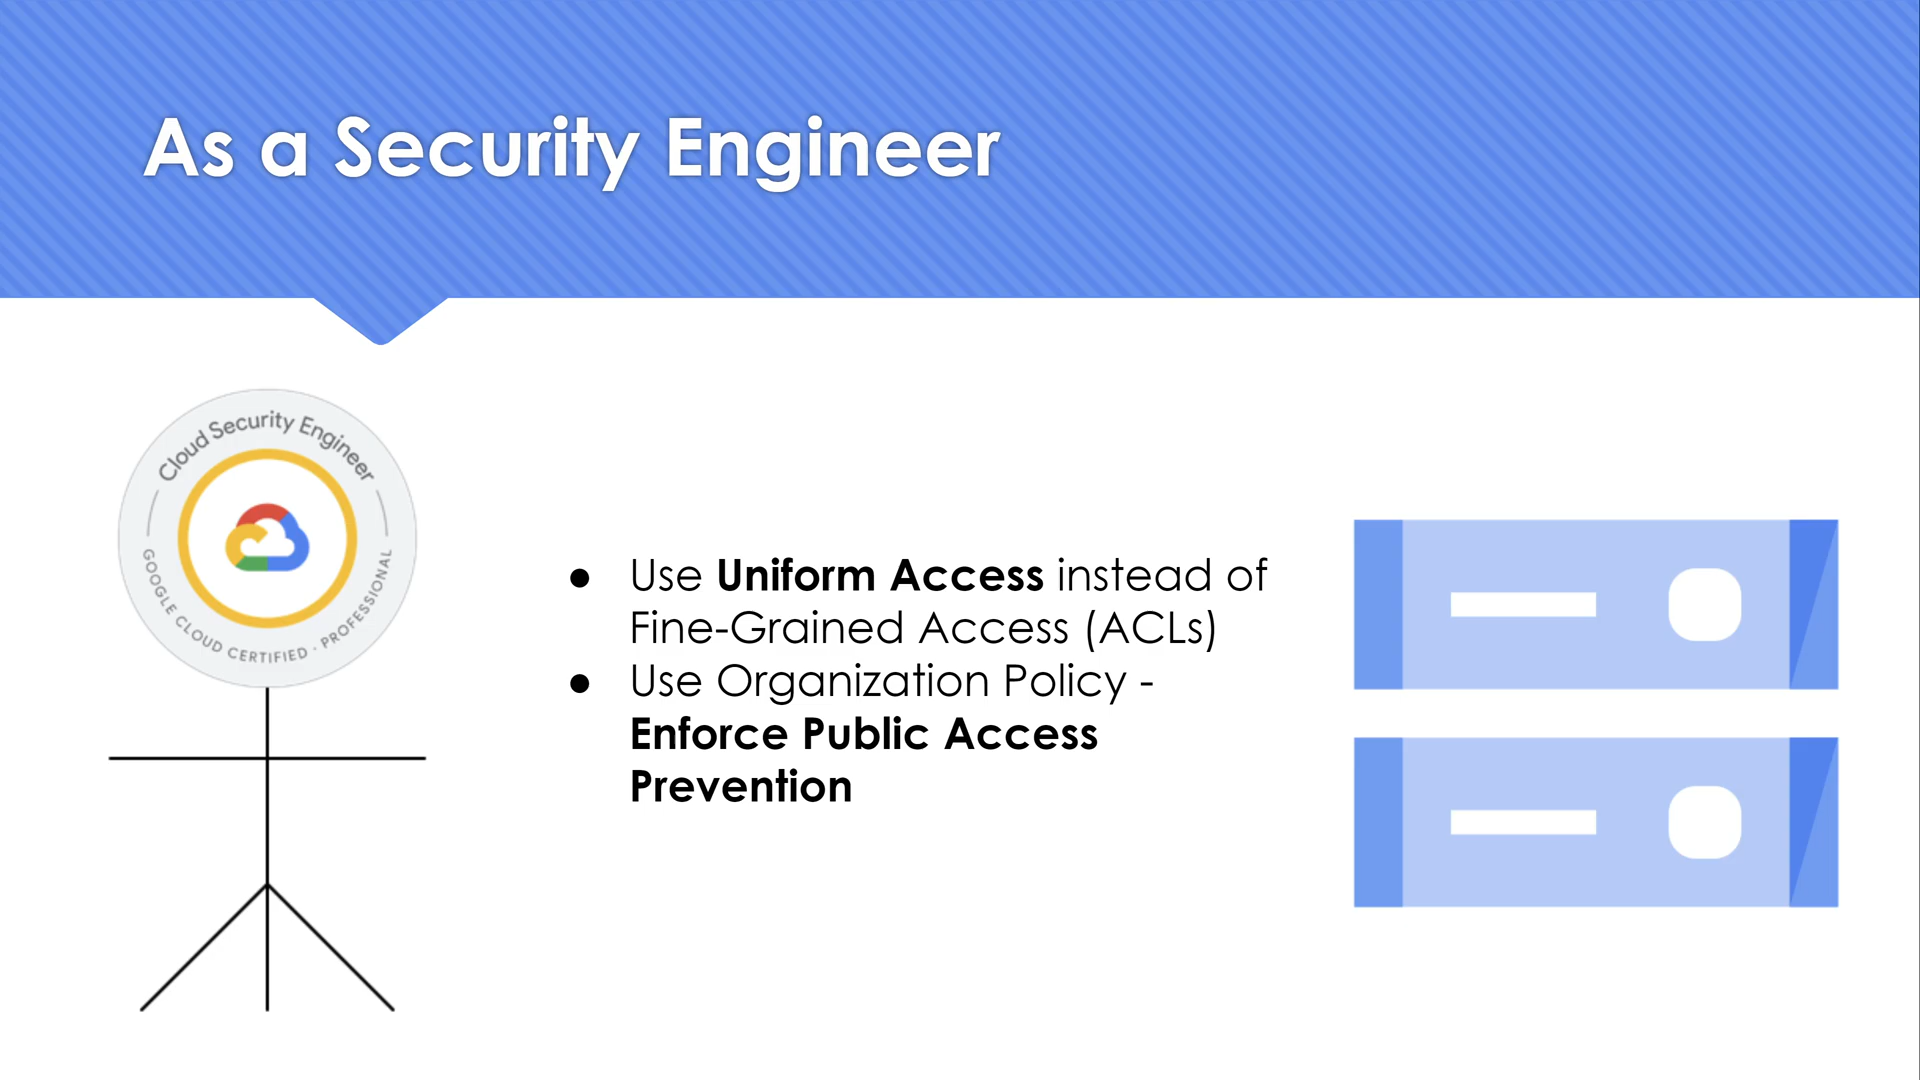 As a Security Engineer
Cloud Security Engineer
GOOGLE CLOUD CERTIFIED · PROFESSIONAL
● Use Uniform Access instead of
Fine-Grained Access (ACLs)
● Use Organization Policy -
Enforce Public Access
Prevention